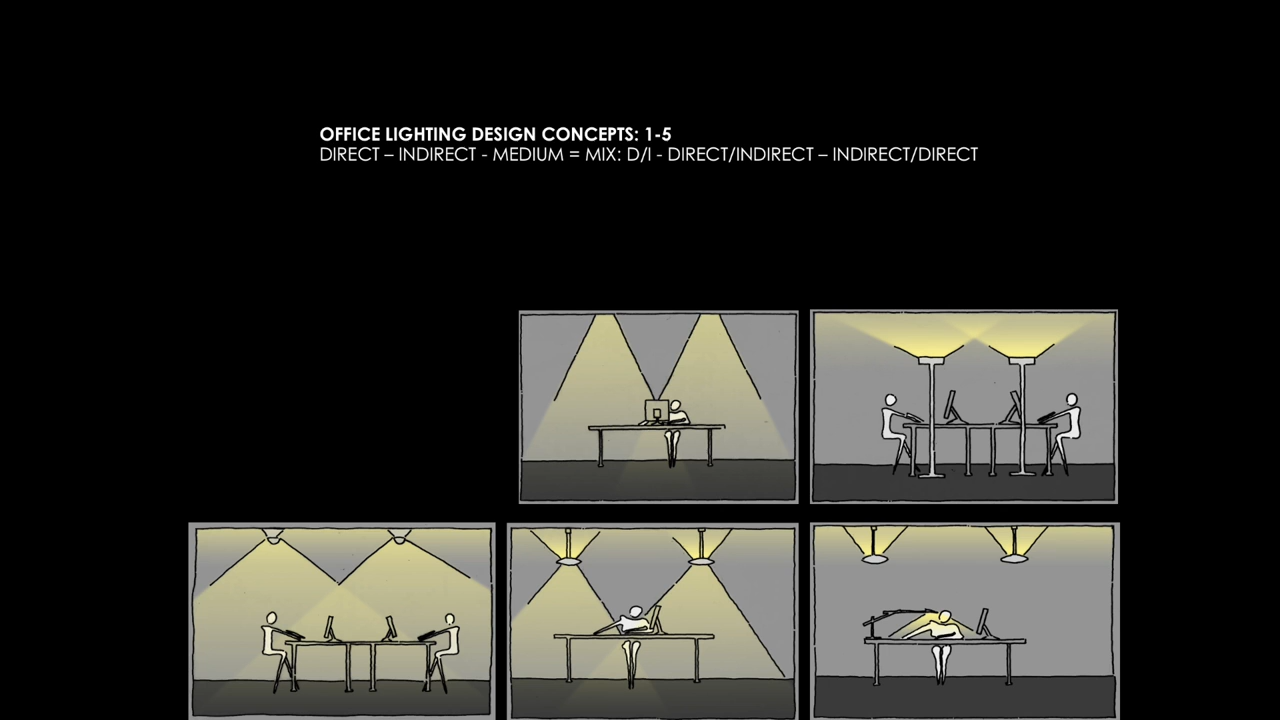 OFFICE LIGHTING DESIGN CONCEPTS: 1-5
DIRECT – INDIRECT - MEDIUM = MIX: D/I - DIRECT/INDIRECT – INDIRECT/DIRECT